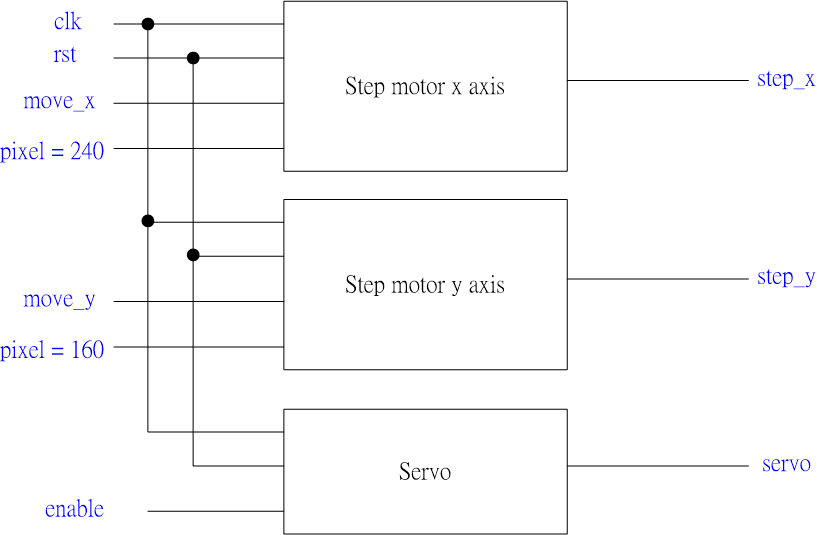 clk
rst
move_x
pixel = 240
Step motor x axis
step_x
move_y
pixel = 160
Step motor y axis
step_y
enable
Servo
servo